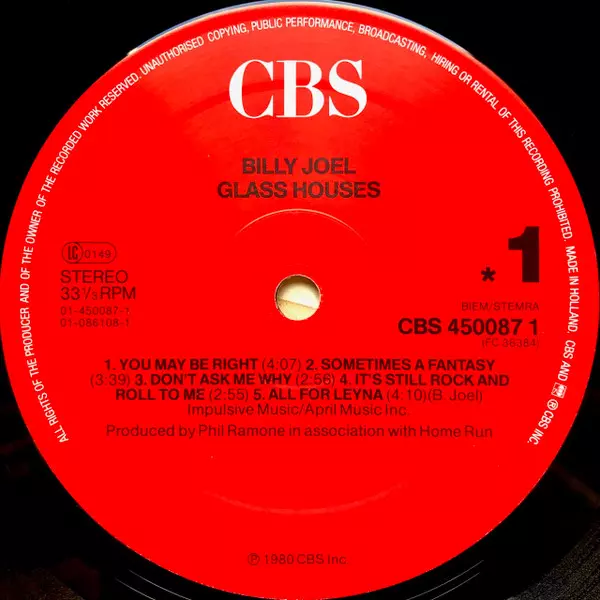 ALL RIGHTS OF THE PRODUCER AND OF THE OWNER OF THE RECORDED WORK RESERVED. UNAUTHORISED COPYING, PUBLIC PERFORMANCE, BROADCASTING, HIRING OR RENTAL OF THIS RECORDING PROHIBITED. MADE IN HOLLAND. CBS AND ℗ CBS INC.
CBS
BILLY JOEL
GLASS HOUSES
LC 0149
* 1
STEREO
33 1/3 RPM
01-450087-1
01-086108-1
BIEM/STEMRA
CBS 450087 1
(FC 36384)
1. YOU MAY BE RIGHT (4:07) 2. SOMETIMES A FANTASY
(3:39) 3. DON'T ASK ME WHY (2:56) 4. IT'S STILL ROCK AND
ROLL TO ME (2:55) 5. ALL FOR LEYNA (4:10)(B. Joel)
Impulsive Music/April Music Inc.
Produced by Phil Ramone in association with Home Run
℗ 1980 CBS Inc.